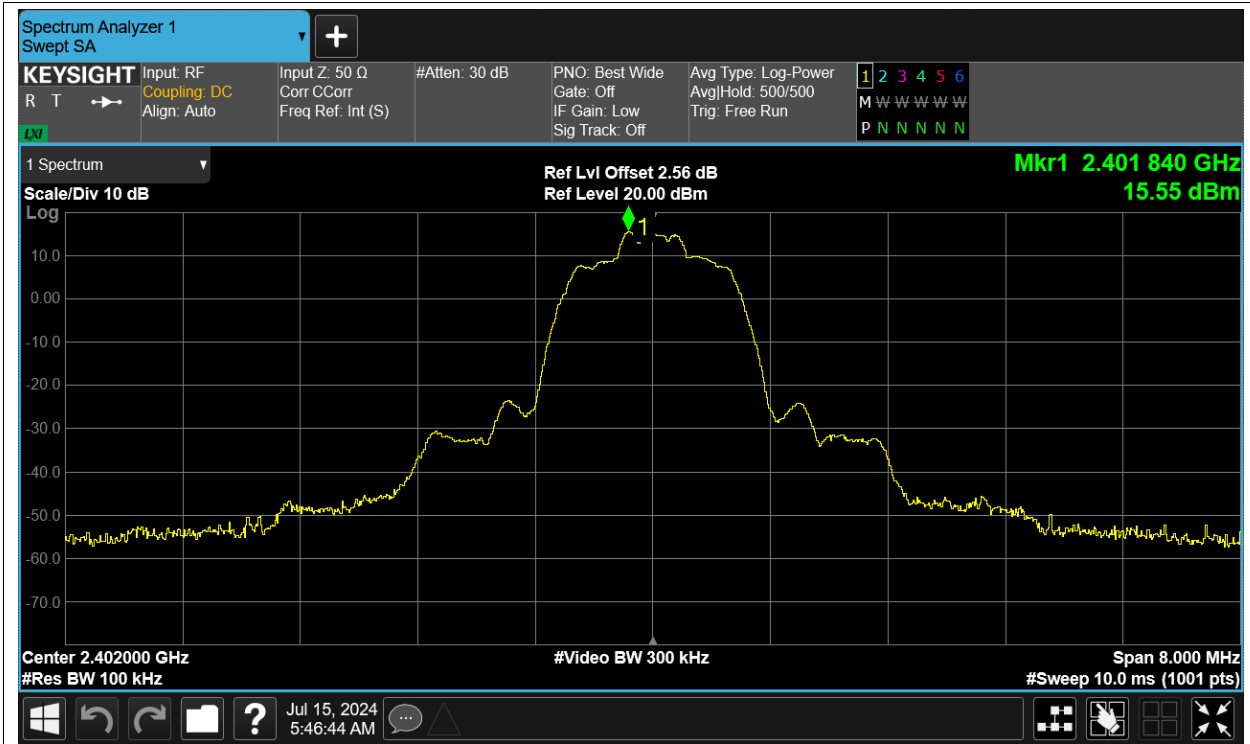 Spectrum Analyzer 1
Swept SA
+
KEYSIGHT
R T
LXI
Input: RF
Coupling: DC
Align: Auto
Input Z: 50 Ω
Corr CCorr
Freq Ref: Int (S)
#Atten: 30 dB
PNO: Best Wide
Gate: Off
IF Gain: Low
Sig Track: Off
Avg Type: Log-Power
Avg|Hold: 500/500
Trig: Free Run
1 2 3 4 5 6
M W W W W W
P N N N N N
1 Spectrum
Scale/Div 10 dB
Log
Ref Lvl Offset 2.56 dB
Ref Level 20.00 dBm
Mkr1 2.401 840 GHz
15.55 dBm
1
10.0
0.00
-10.0
-20.0
-30.0
-40.0
-50.0
-60.0
-70.0
Center 2.402000 GHz
#Res BW 100 kHz
#Video BW 300 kHz
Span 8.000 MHz
#Sweep 10.0 ms (1001 pts)
?
Jul 15, 2024
5:46:44 AM